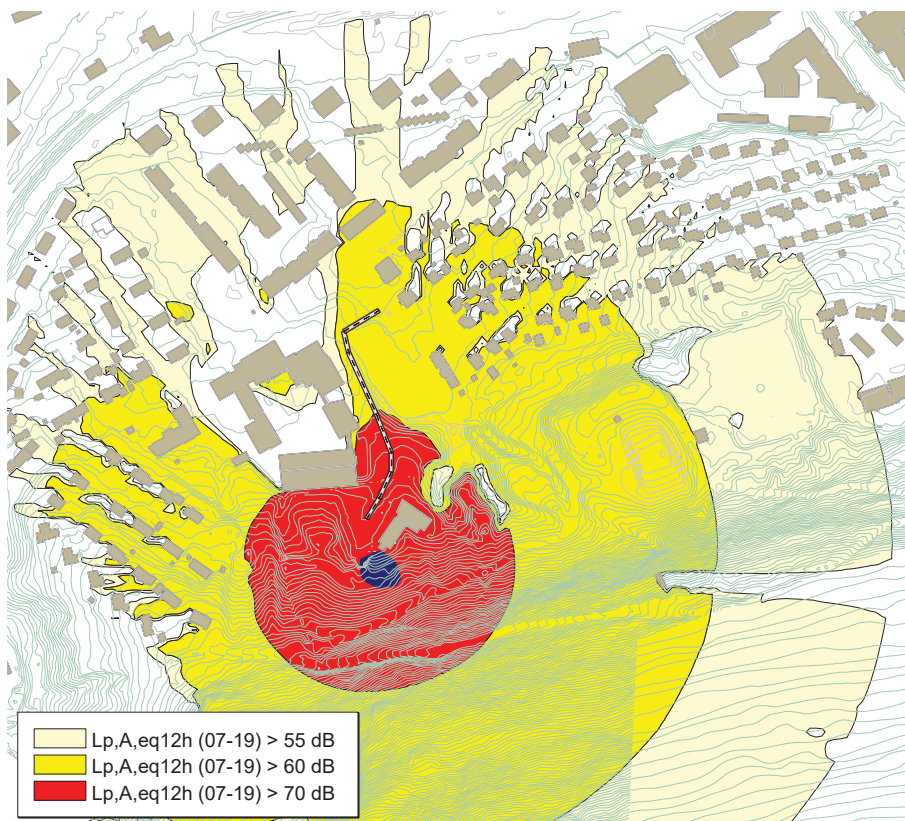 Lp,A,eq12h (07-19) > 55 dB
Lp,A,eq12h (07-19) > 60 dB
Lp,A,eq12h (07-19) > 70 dB